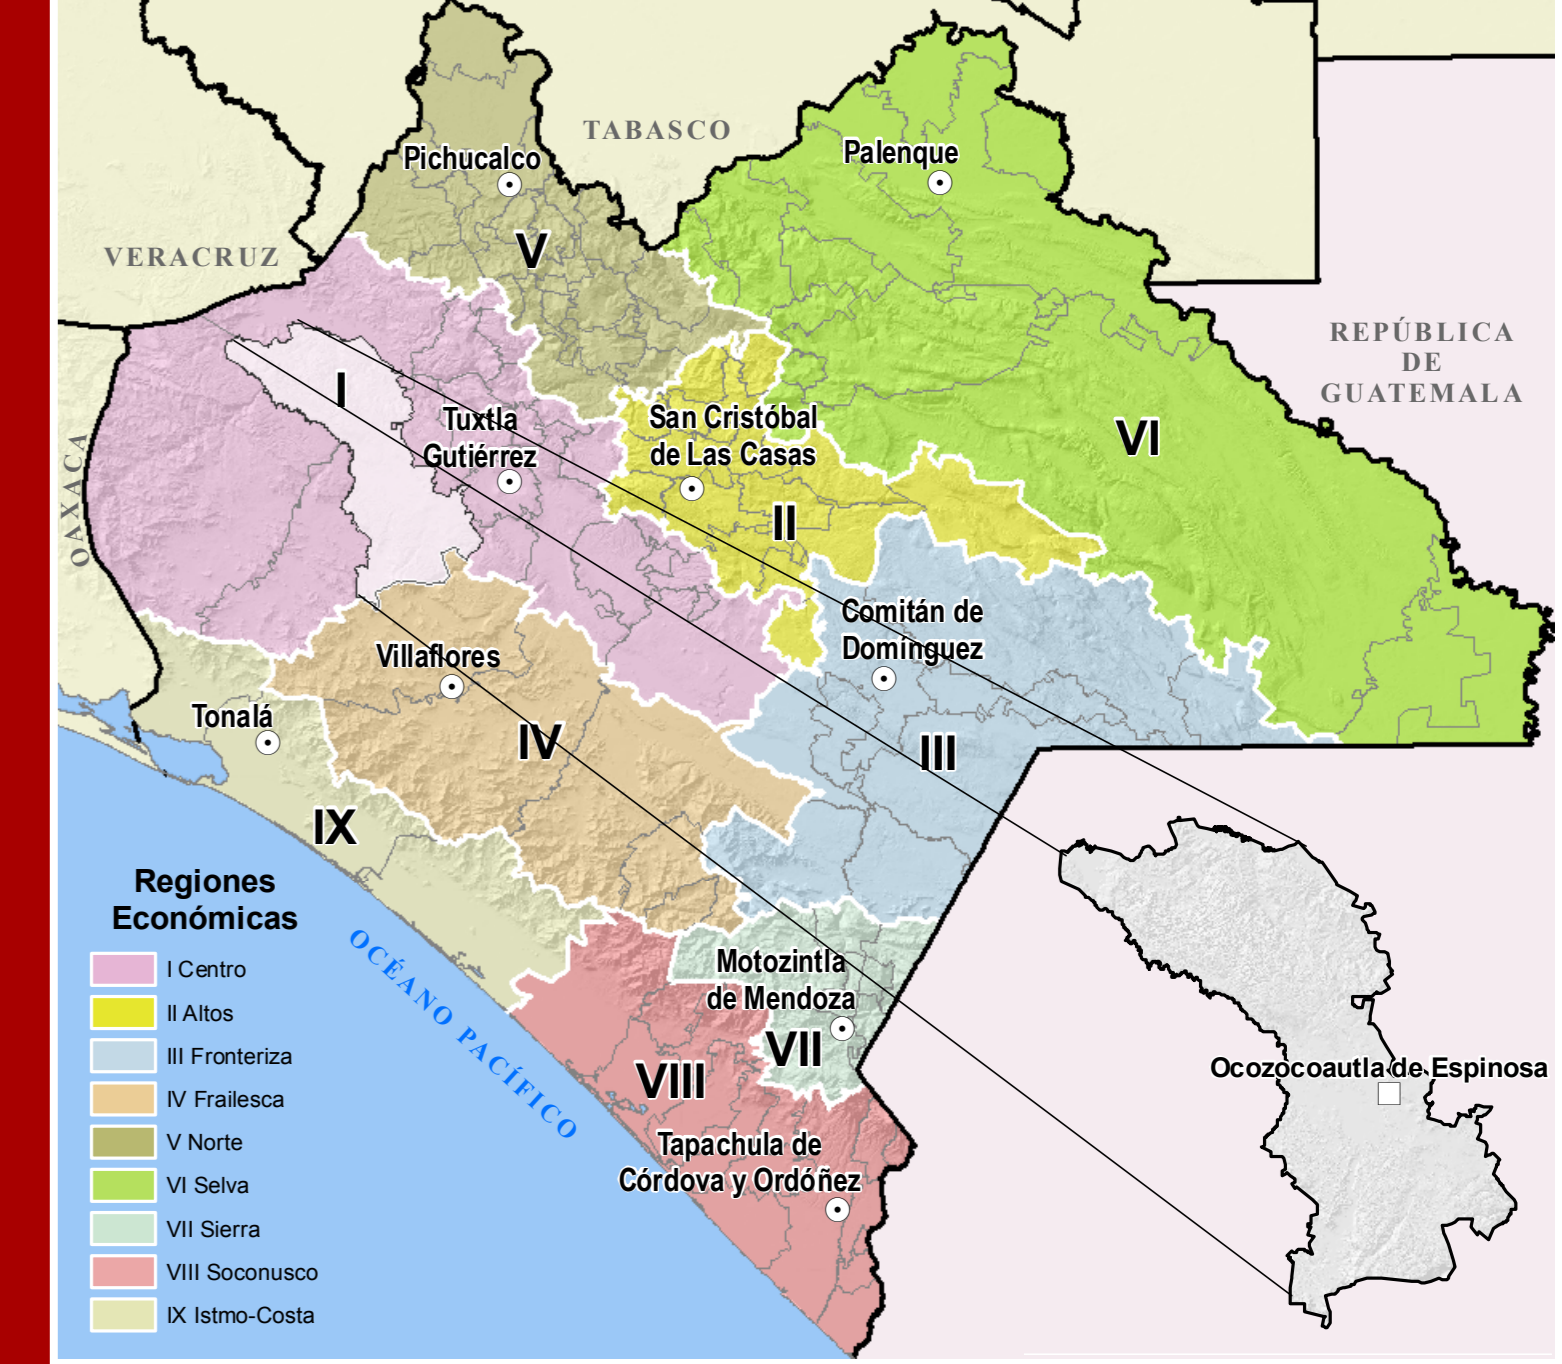 TABASCO
Pichucalco
Palenque
V
VERACRUZ
REPÚBLICA
DE
GUATEMALA
I
Tuxtla
Gutiérrez
San Cristóbal
de Las Casas
VI
OAXACA
II
Comitán de
Domínguez
Villaflores
Tonalá
IV
III
IX
Regiones
Económicas
I Centro
II Altos
III Fronteriza
IV Frailesca
V Norte
VI Selva
VII Sierra
VIII Soconusco
IX Istmo-Costa
OCÉANO PACÍFICO
Motozintla
de Mendoza
VII
VIII
Tapachula de
Córdova y Ordóñez
Ocozocoautla de Espinosa